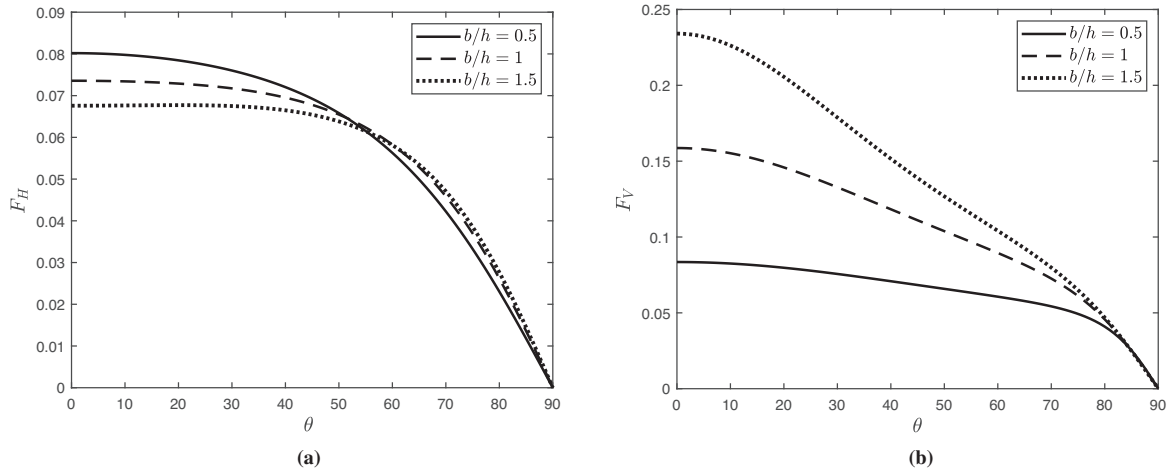 0.09
0.08
0.07
0.06
0.05
0.04
0.03
0.02
0.01
0
F_H
b/h = 0.5
b/h = 1
b/h = 1.5
0 10 20 30 40 50 60 70 80 90
θ
(a)
0.25
0.2
0.15
0.1
0.05
0
F_V
b/h = 0.5
b/h = 1
b/h = 1.5
0 10 20 30 40 50 60 70 80 90
θ
(b)